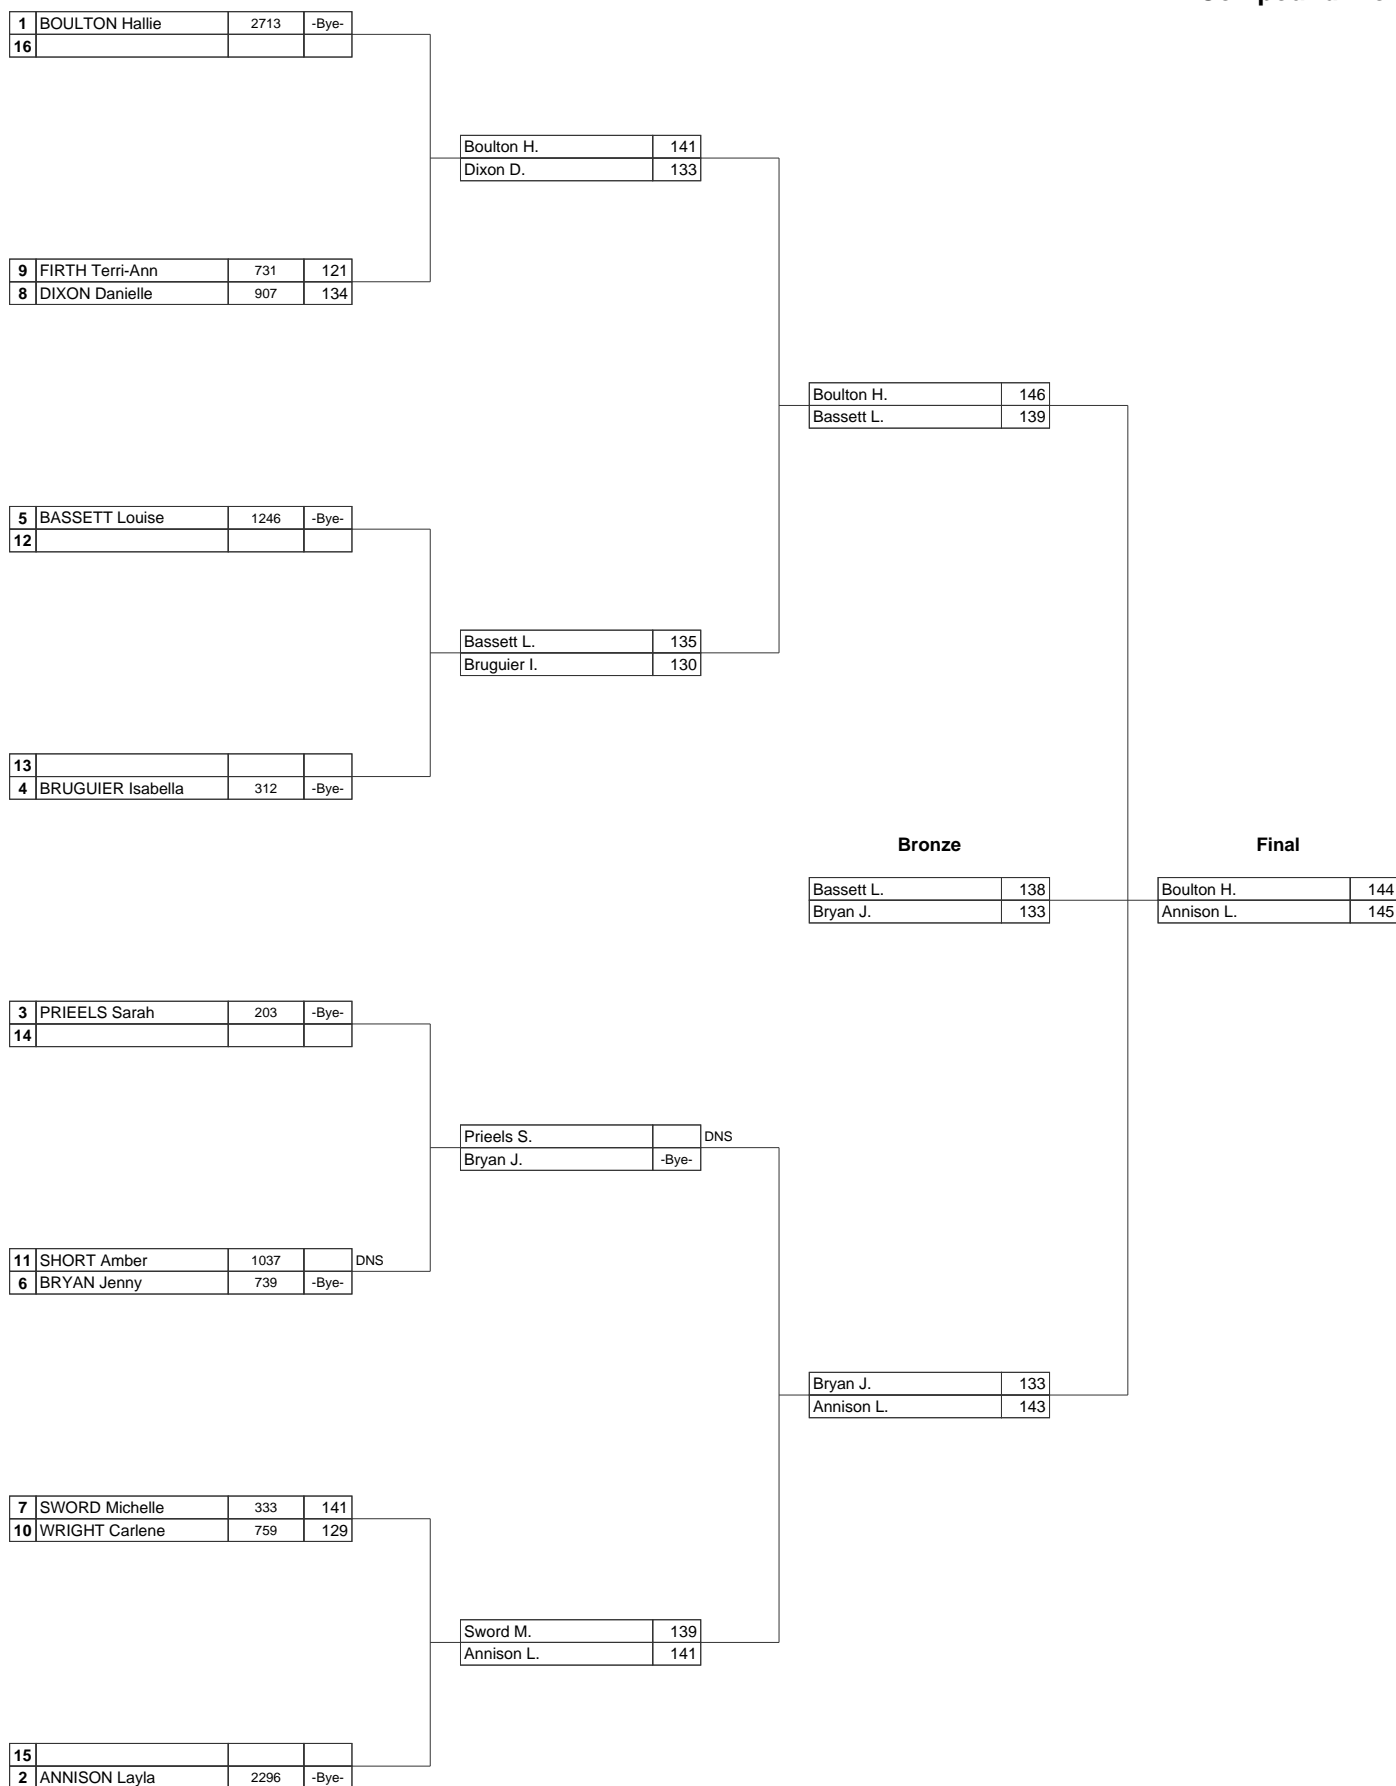 1 BOULTON Hallie 2713 -Bye-
16
Boulton H. 141
Dixon D. 133
9 FIRTH Terri-Ann 731 121
8 DIXON Danielle 907 134
Boulton H. 146
Bassett L. 139
5 BASSETT Louise 1246 -Bye-
12
Bassett L. 135
Bruguier I. 130
13
4 BRUGUIER Isabella 312 -Bye-
Bronze Final
Bassett L. 138 Boulton H. 144
Bryan J. 133 Annison L. 145
3 PRIEELS Sarah 203 -Bye-
14
Prieels S. DNS
Bryan J. -Bye-
11 SHORT Amber 1037 DNS
6 BRYAN Jenny 739 -Bye-
Bryan J. 133
Annison L. 143
7 SWORD Michelle 333 141
10 WRIGHT Carlene 759 129
Sword M. 139
Annison L. 141
15
2 ANNISON Layla 2296 -Bye-